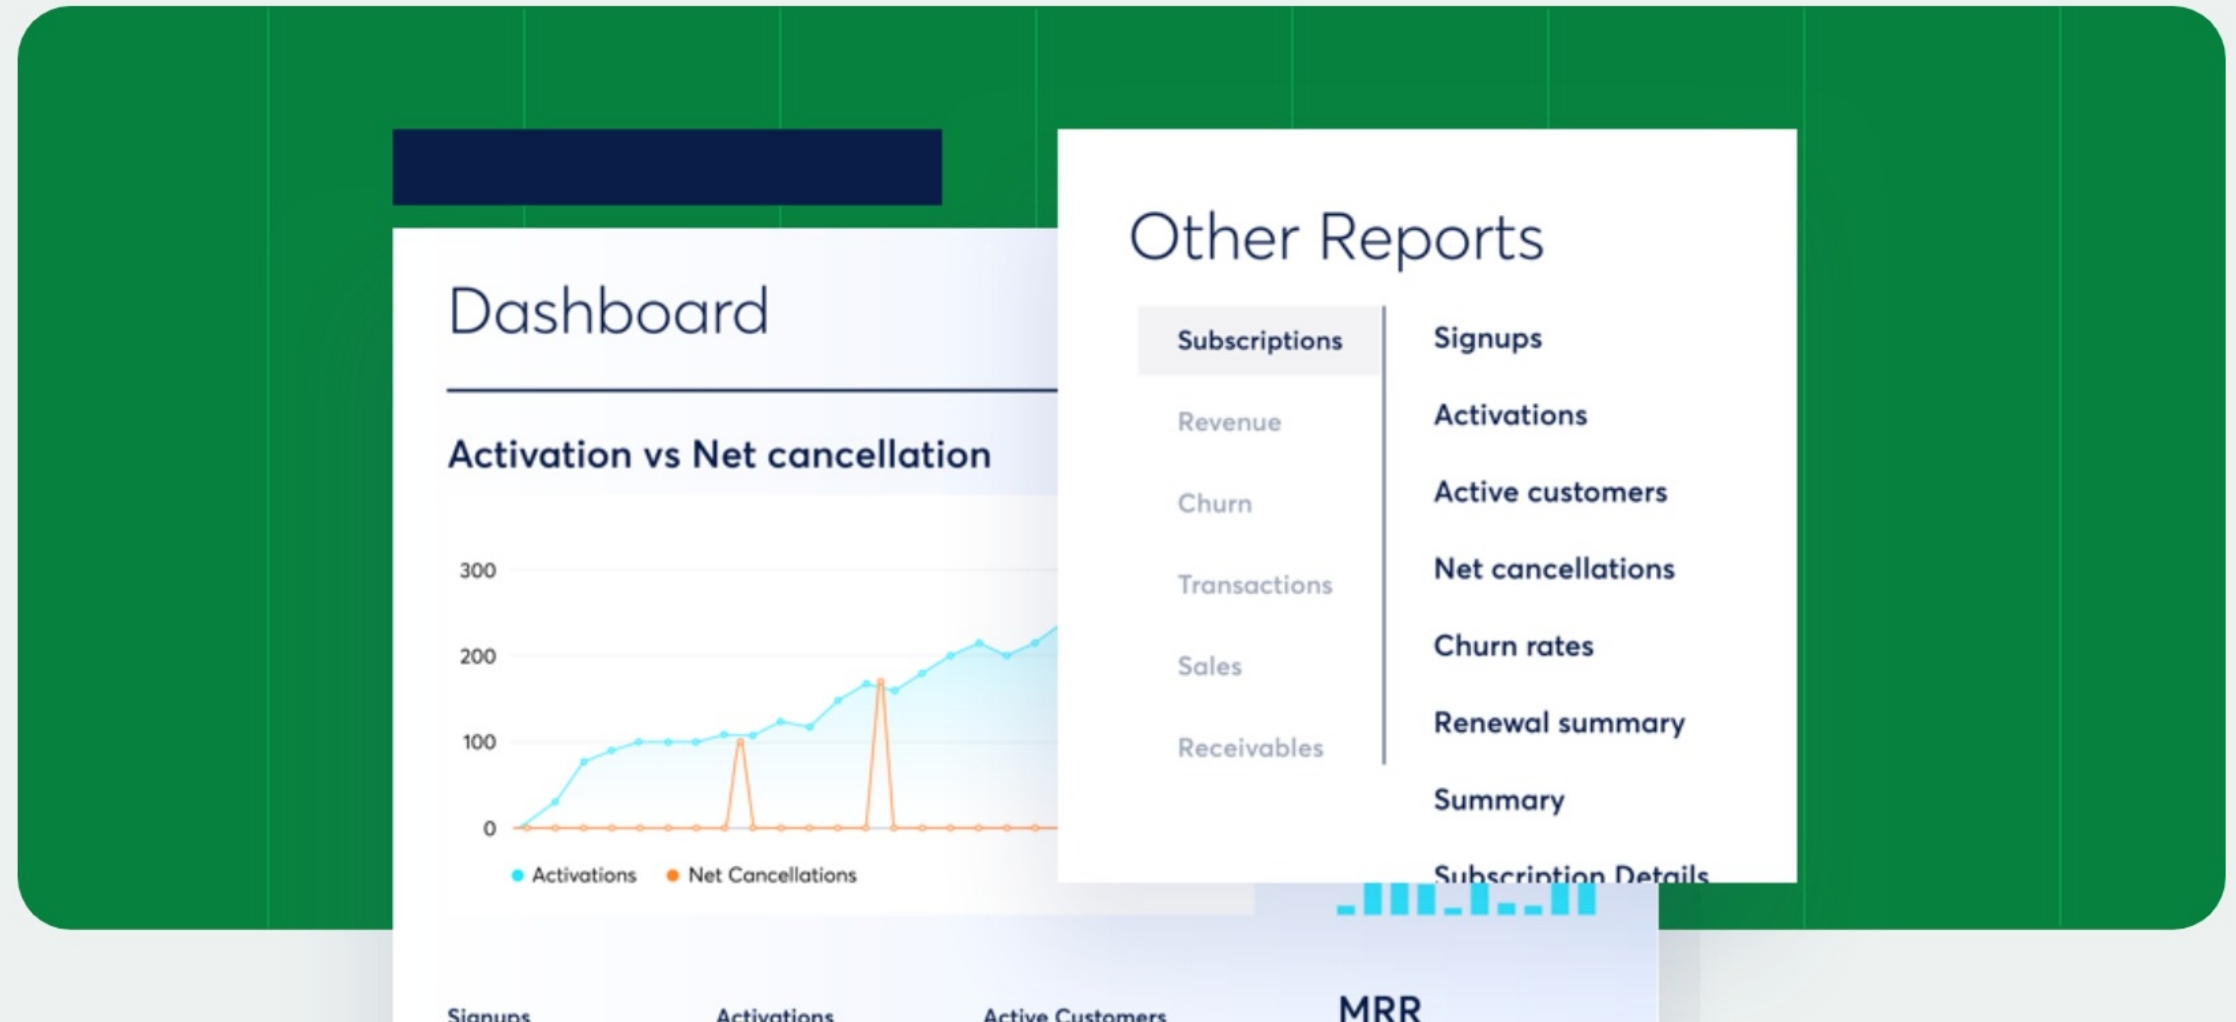 Dashboard
Activation vs Net cancellation
300
200
100
0
Activations
Net Cancellations
Other Reports
Subscriptions
Revenue
Churn
Transactions
Sales
Receivables
Signups
Activations
Active customers
Net cancellations
Churn rates
Renewal summary
Summary
Subscription Details
Signups
Activations
Active Customers
MRR